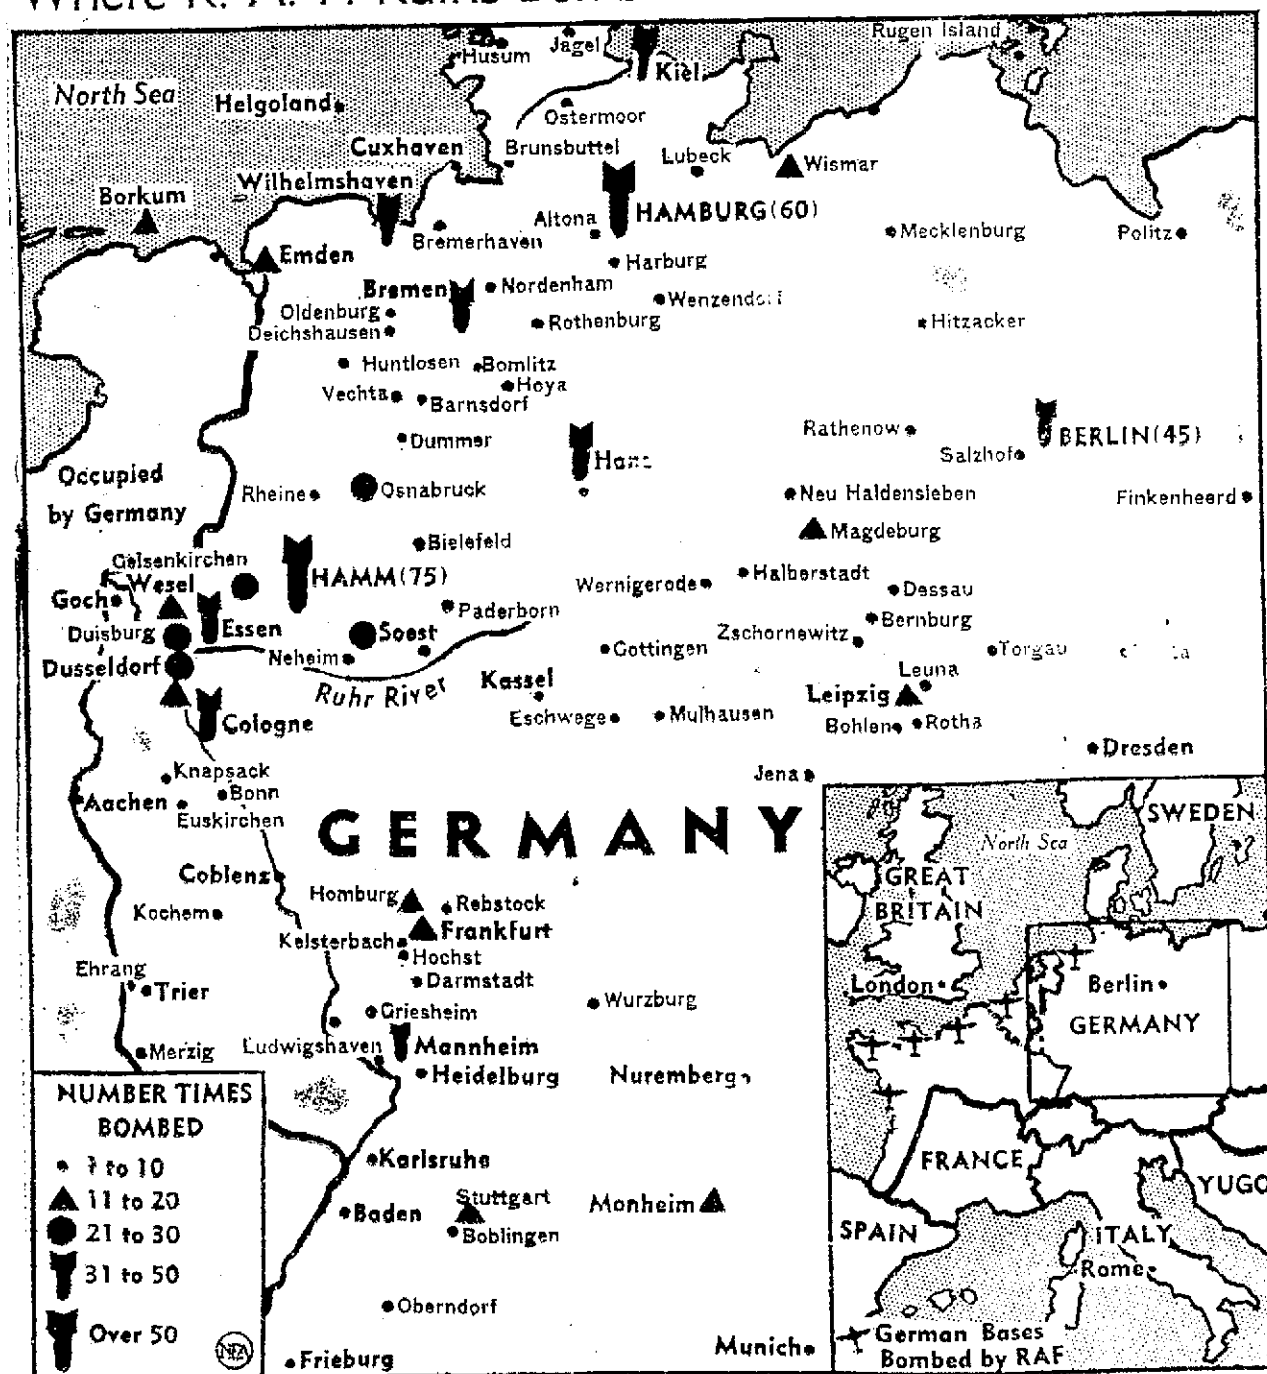 Where R. A. F. Rains
North Sea
Helgoland
Husum
Jagel
Kiel
Rugen Island
Ostermoor
Cuxhaven
Brunsbuttel
Lubeck
Wismar
Wilhelmshaven
Borkum
Altona
HAMBURG(60)
Emden
Bremerhaven
Mecklenburg
Politz
Harburg
Bremen
Nordenham
Wenzendorf
Oldenburg
Deichshausen
Rothenburg
Hitzacker
Huntlosen
Bomlitz
Hoya
Vechta
Barnsdorf
Dummer
Rathenow
BERLIN(45)
Salzhof
Occupied
by Germany
Rheine
Osnabruck
Neu Haldensleben
Finkenheerd
Magdeburg
Bielefeld
Gelsenkirchen
Wesel
HAMM(75)
Wernigerode
Halberstadt
Goch
Paderborn
Dessau
Duisburg
Essen
Soest
Bernburg
Zschornewitz
Dusseldorf
Neheim
Gottingen
Torgau
Ruhr River
Kassel
Leuna
Leipzig
Cologne
Eschwege
Mulhausen
Bohlen
Rotha
Dresden
Knapsack
Jena
Aachen
Bonn
Euskirchen
GERMANY
Coblenz
Homburg
Rebstock
Kochem
Frankfurt
Kelsterbach
Hochst
Ehrang
Darmstadt
Trier
Griesheim
Wurzburg
Merzig
Ludwigshaven
Mannheim
Heidelburg
Nuremberg
Karlsruhe
Baden
Stuttgart
Monheim
Boblingen
Oberndorf
Munich
Frieburg
NUMBER TIMES
BOMBED
1 to 10
11 to 20
21 to 30
31 to 50
Over 50
NEA
SWEDEN
North Sea
GREAT
BRITAIN
London
Berlin
GERMANY
FRANCE
YUGO
SPAIN
ITALY
Rome
German Bases
Bombed by RAF